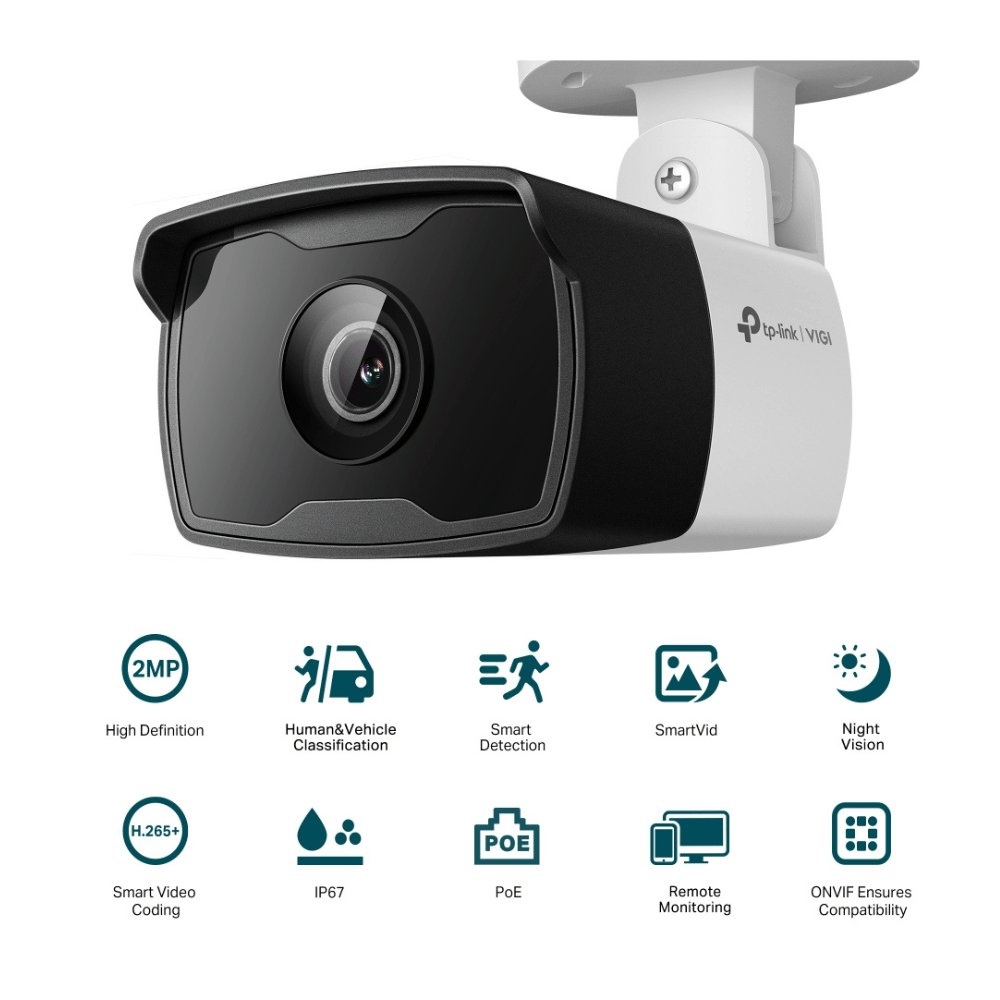 tp-link | VIGI
2MP
High Definition
Human&Vehicle
Classification
Smart
Detection
SmartVid
Night
Vision
H.265+
Smart Video
Coding
IP67
POE
PoE
Remote
Monitoring
ONVIF Ensures
Compatibility